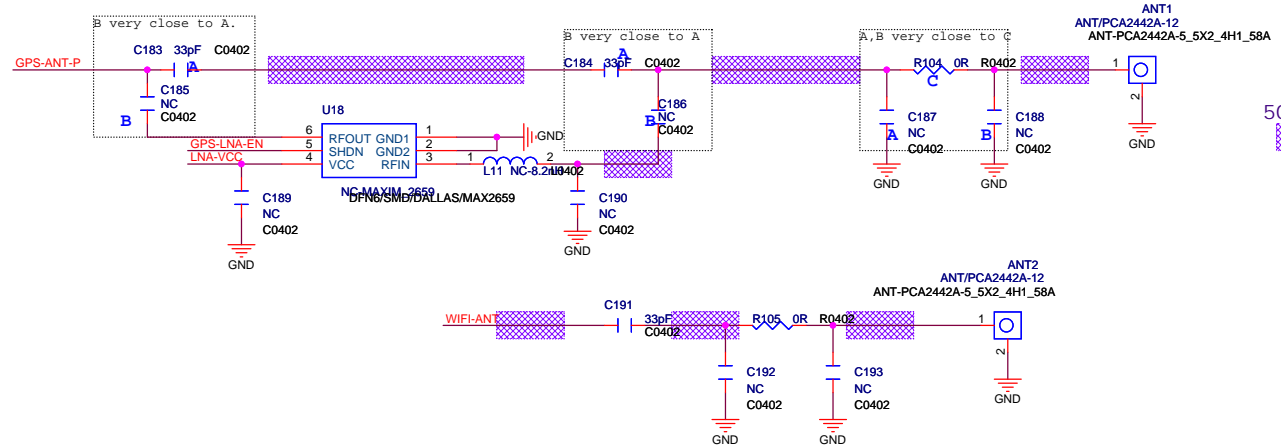 ANT1
ANT/PCA2442A-12
ANT-PCA2442A-5_5X2_4H1_58A
B very close to A.
B very close to A
A,B very close to C
C183 33pF C0402
A
GPS-ANT-P
C184 33pF C0402
A
R104 0R R0402
C
1
2
GND
C185
NC
C0402
B
C186
NC
C0402
B
C187
NC
C0402
A
GND
C188
NC
C0402
B
GND
50
U18
6 RFOUT GND1 1
5 SHDN GND2 2
4 VCC RFIN 3
GND
GPS-LNA-EN
LNA-VCC
1 L11 NC-8.2nH 2 L0402
NC-MAXIM_2659
DFN6/SMD/DALLAS/MAX2659
C189
NC
C0402
GND
C190
NC
C0402
GND
ANT2
ANT/PCA2442A-12
ANT-PCA2442A-5_5X2_4H1_58A
C191
33pF
C0402
WIFI-ANT
R105 0R R0402
1
2
GND
C192
NC
C0402
GND
C193
NC
C0402
GND